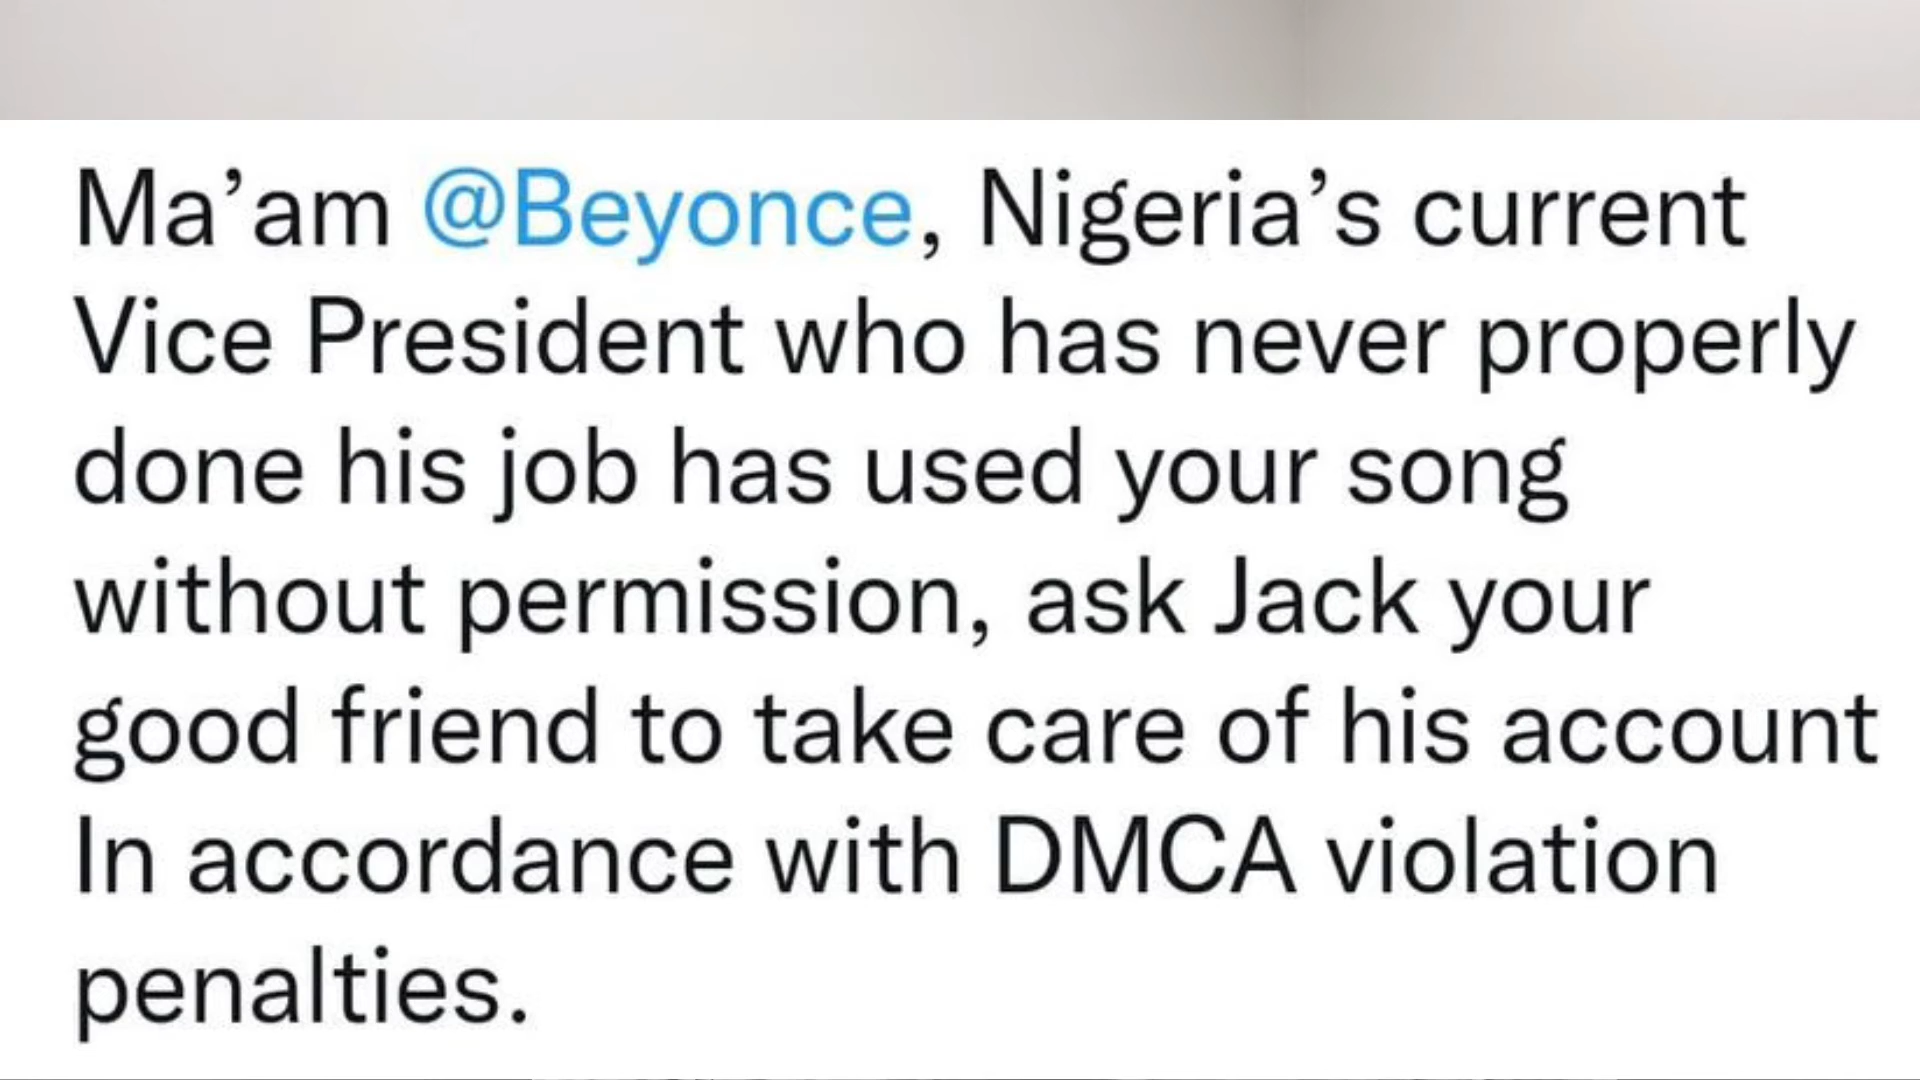 Ma’am @Beyonce, Nigeria’s current
Vice President who has never properly
done his job has used your song
without permission, ask Jack your
good friend to take care of his account
In accordance with DMCA violation
penalties.